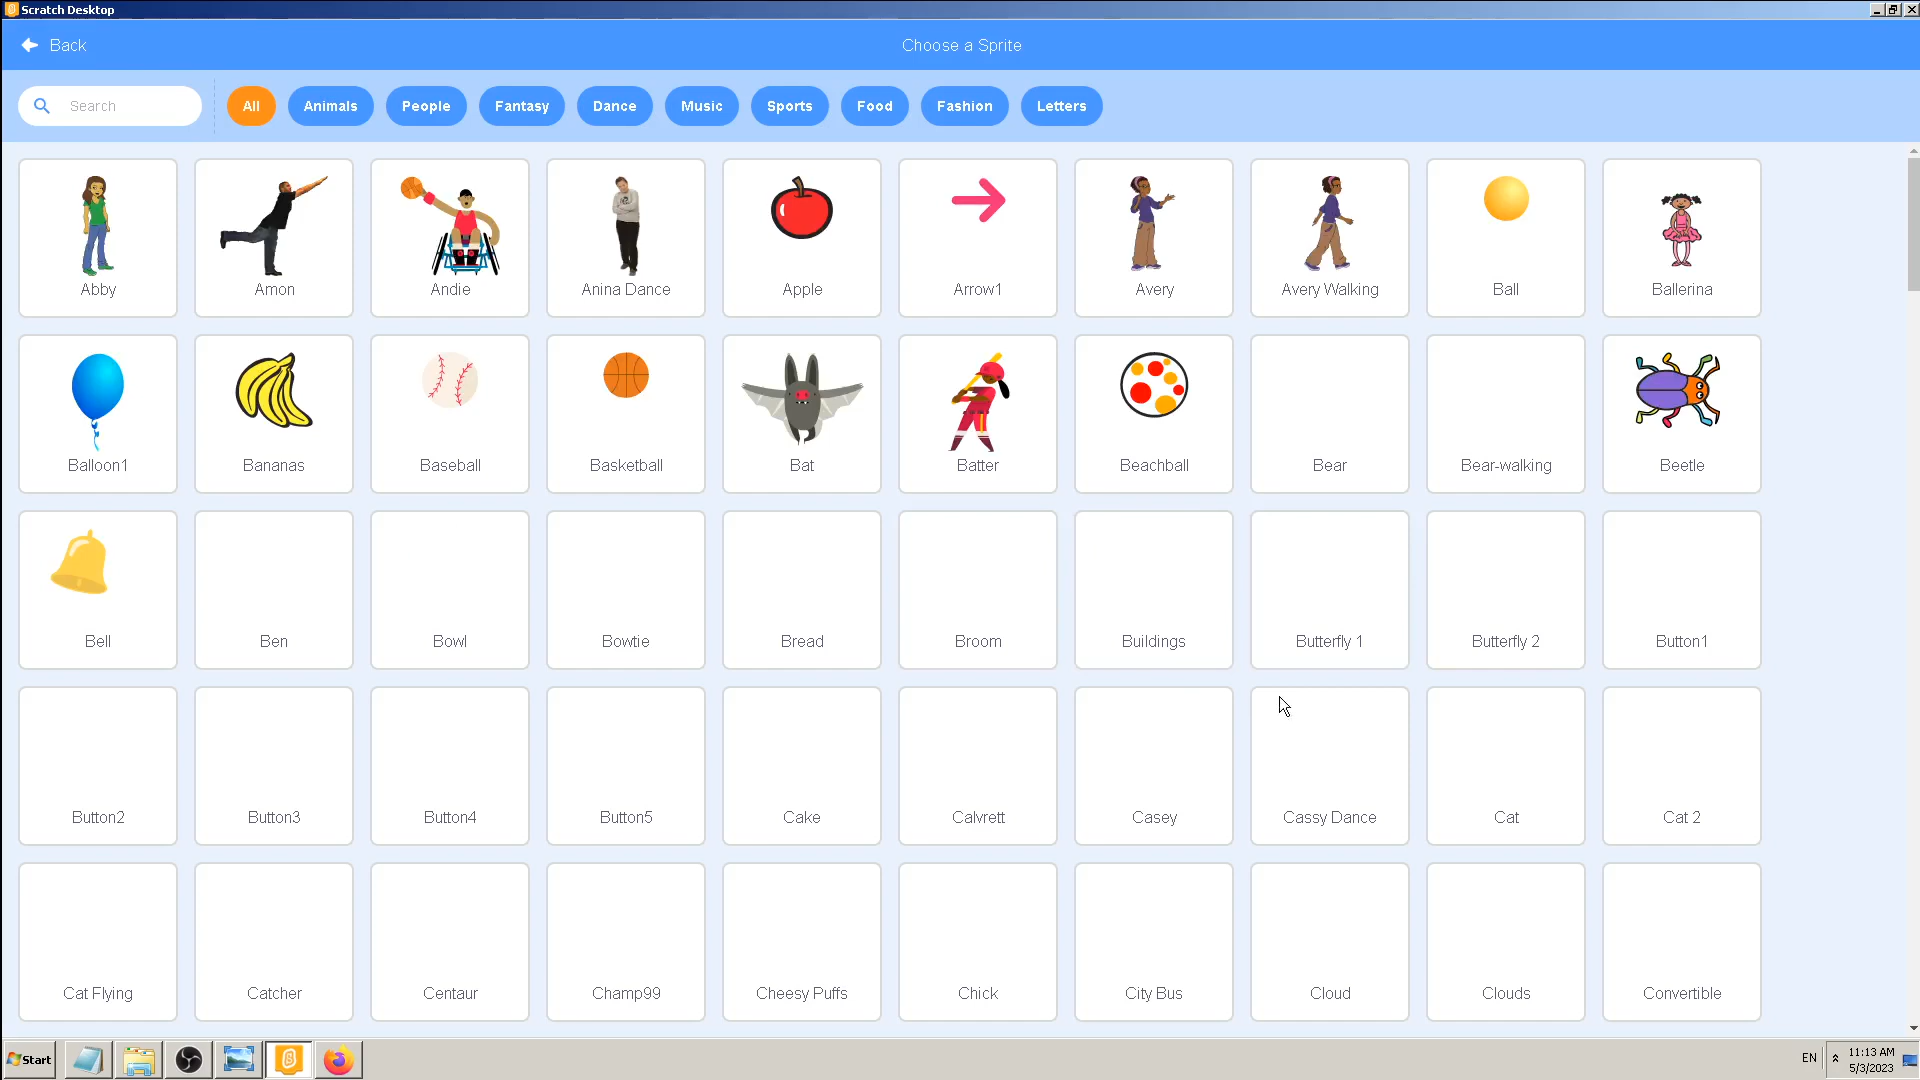 Scratch Desktop
Back
Choose a Sprite
Search
All
Animals
People
Fantasy
Dance
Music
Sports
Food
Fashion
Letters
Abby
Amon
Andie
Anina Dance
Apple
Arrow1
Avery
Avery Walking
Ball
Ballerina
Balloon1
Bananas
Baseball
Basketball
Bat
Batter
Beachball
Bear
Bear-walking
Beetle
Bell
Ben
Bowl
Bowtie
Bread
Broom
Buildings
Butterfly 1
Butterfly 2
Button1
Button2
Button3
Button4
Button5
Cake
Calvrett
Casey
Cassy Dance
Cat
Cat 2
Cat Flying
Catcher
Centaur
Champ99
Cheesy Puffs
Chick
City Bus
Cloud
Clouds
Convertible
Start
EN
11:13 AM
5/3/2023